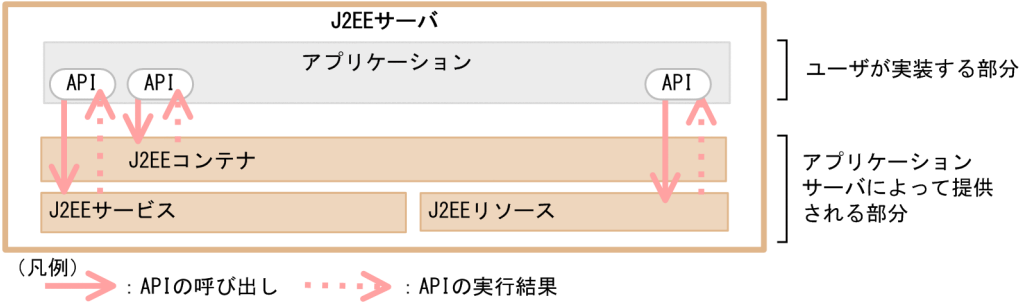 J2EEサーバ
アプリケーション
API
API
API
ユーザが実装する部分
J2EEコンテナ
J2EEサービス
J2EEリソース
アプリケーション
サーバによって提供
される部分
(凡例)
:APIの呼び出し
:APIの実行結果